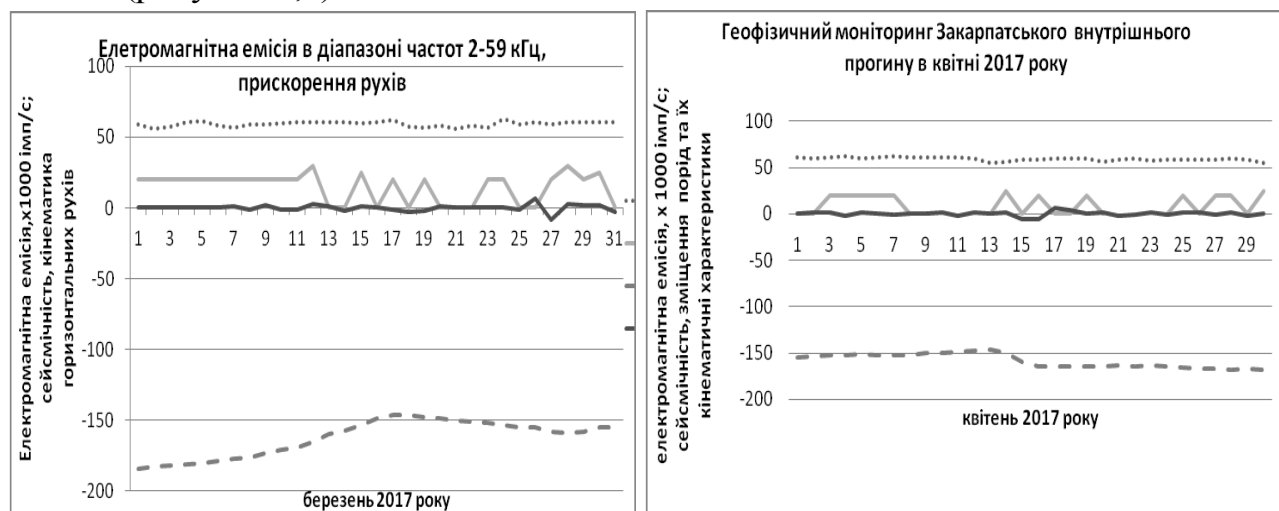 Елетромагнітна емісія в діапазоні частот 2-59 кГц,
прискорення рухів
Електромагнітна емісія,х1000 імп/с;
сейсмічність, кінематика
горизонтальних рухів
100
50
0
-50
-100
-150
-200
1 3 5 7 9 11 13 15 17 19 21 23 25 27 29 31
березень 2017 року
Геофізичний моніторинг Закарпатського внутрішнього
прогину в квітні 2017 року
електромагнітна емісія, х 1000 імп/с;
сейсмічність, зміщення порід та їх
кінематичні характеристики
100
50
0
-50
-100
-150
-200
1 3 5 7 9 11 13 15 17 19 21 23 25 27 29
квітень 2017 року